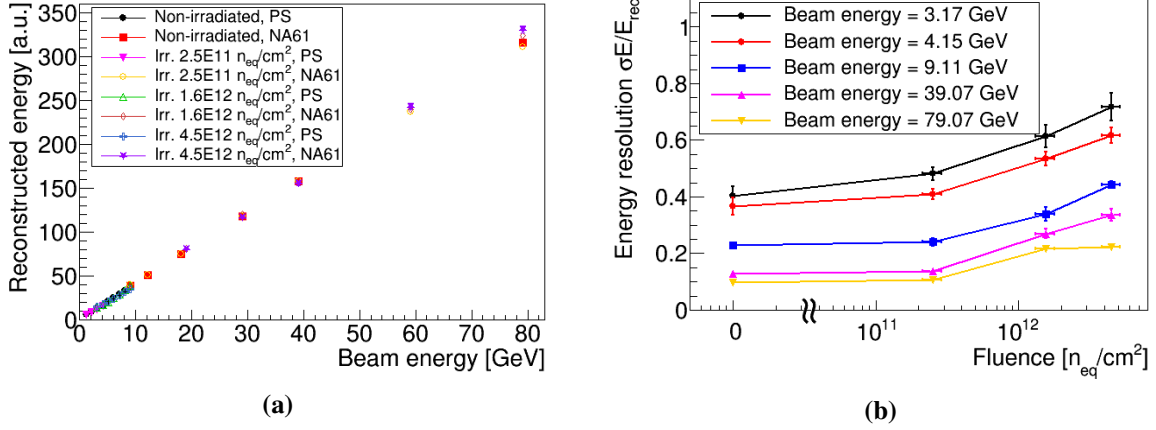 Reconstructed energy [a.u.]
350
300
250
200
150
100
50
0
Non-irradiated, PS
Non-irradiated, NA61
Irr. 2.5E11 n_eq/cm², PS
Irr. 2.5E11 n_eq/cm², NA61
Irr. 1.6E12 n_eq/cm², PS
Irr. 1.6E12 n_eq/cm², NA61
Irr. 4.5E12 n_eq/cm², PS
Irr. 4.5E12 n_eq/cm², NA61
0 10 20 30 40 50 60 70 80
Beam energy [GeV]
(a)
Energy resolution σE/E_rec
1
0.8
0.6
0.4
0.2
0
Beam energy = 3.17 GeV
Beam energy = 4.15 GeV
Beam energy = 9.11 GeV
Beam energy = 39.07 GeV
Beam energy = 79.07 GeV
0 10¹¹ 10¹²
Fluence [n_eq/cm²]
(b)